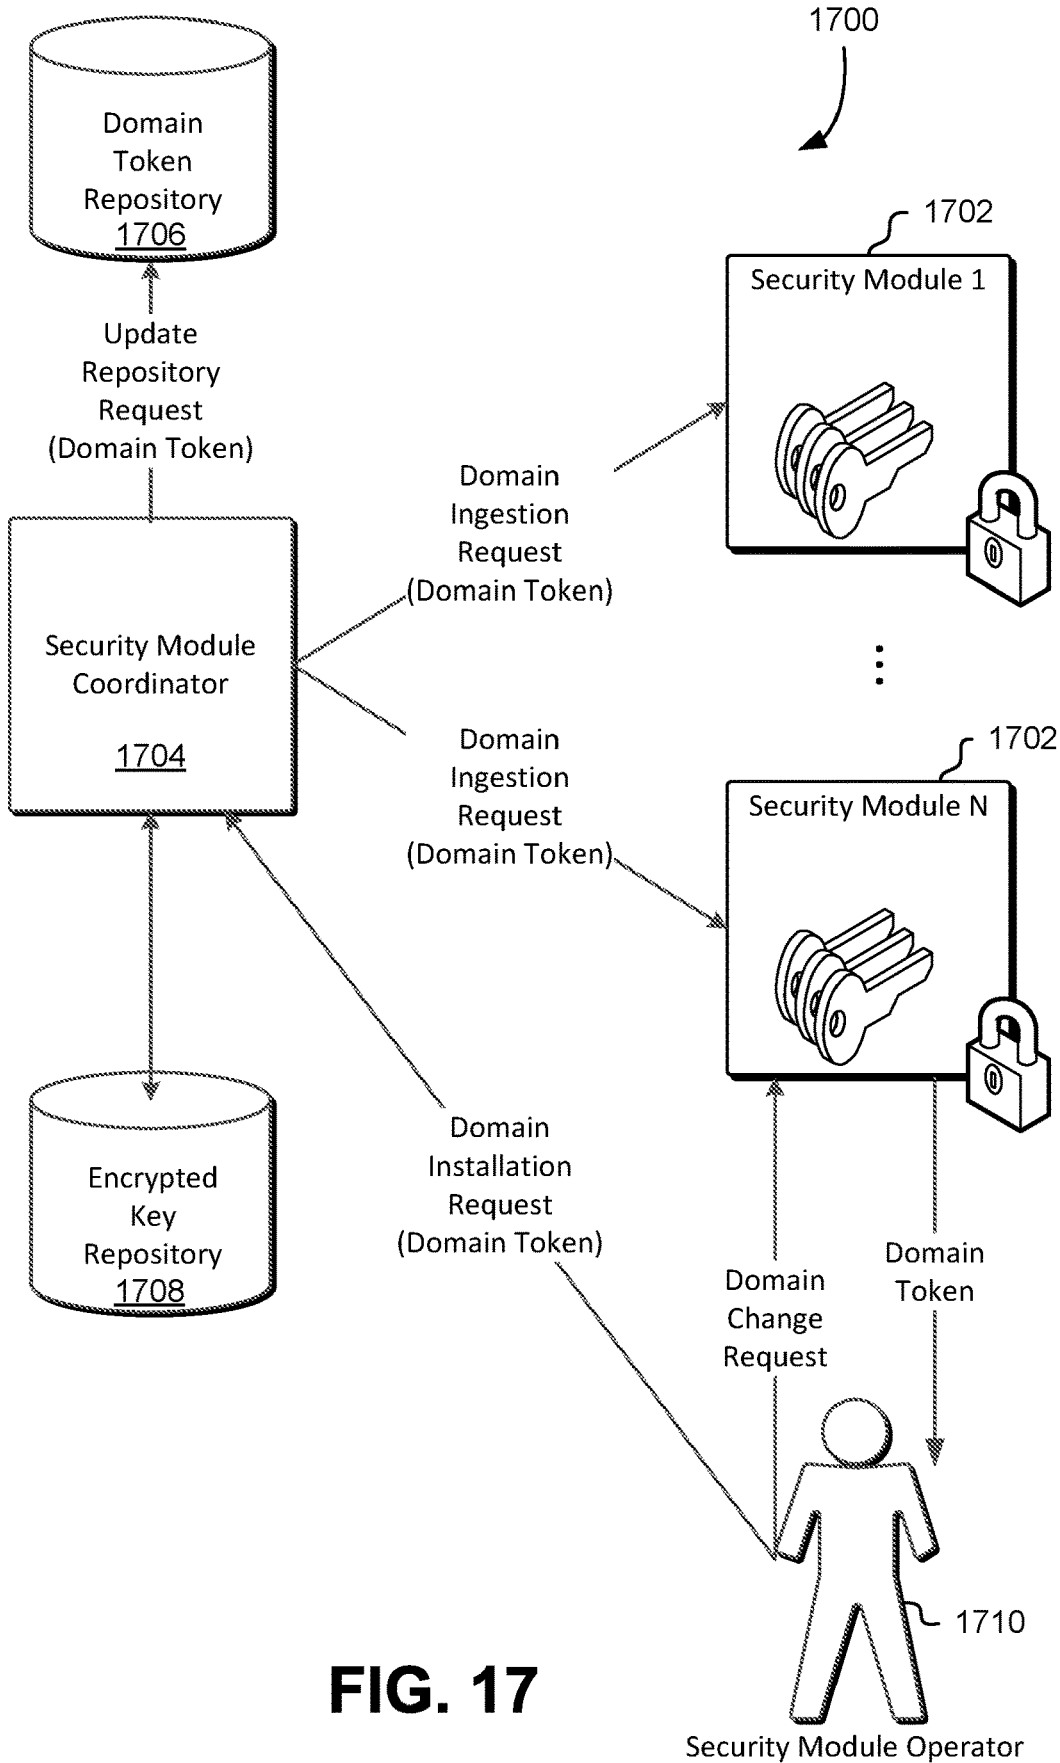 1700
Domain
Token
Repository
1706
1702
Security Module 1
Update
Repository
Request
(Domain Token)
Domain
Ingestion
Request
(Domain Token)
Security Module
Coordinator
1704
Domain
Ingestion
Request
(Domain Token)
1702
Security Module N
Domain
Installation
Request
(Domain Token)
Encrypted
Key
Repository
1708
Domain
Change
Request
Domain
Token
1710
FIG. 17
Security Module Operator